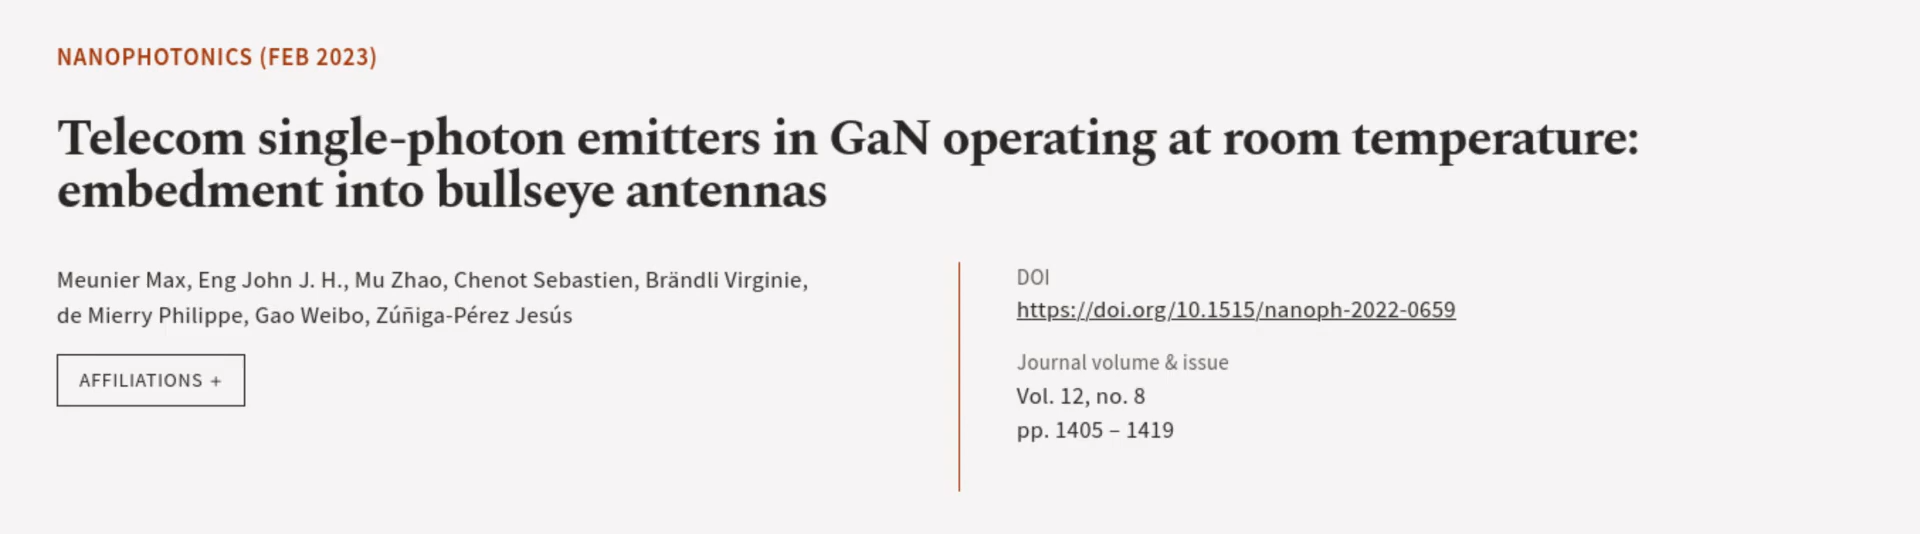 NANOPHOTONICS (FEB 2023)
Telecom single-photon emitters in GaN operating at room temperature:
embedment into bullseye antennas
Meunier Max, Eng John J. H., Mu Zhao, Chenot Sebastien, Brändli Virginie,
de Mierry Philippe, Gao Weibo, Zúñiga-Pérez Jesús
AFFILIATIONS +
DOI
https://doi.org/10.1515/nanoph-2022-0659
Journal volume & issue
Vol. 12, no. 8
pp. 1405 – 1419